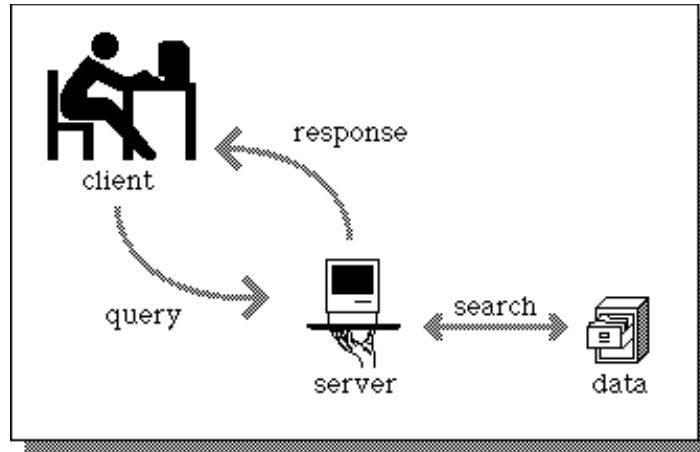 response
client
query
search
server
data